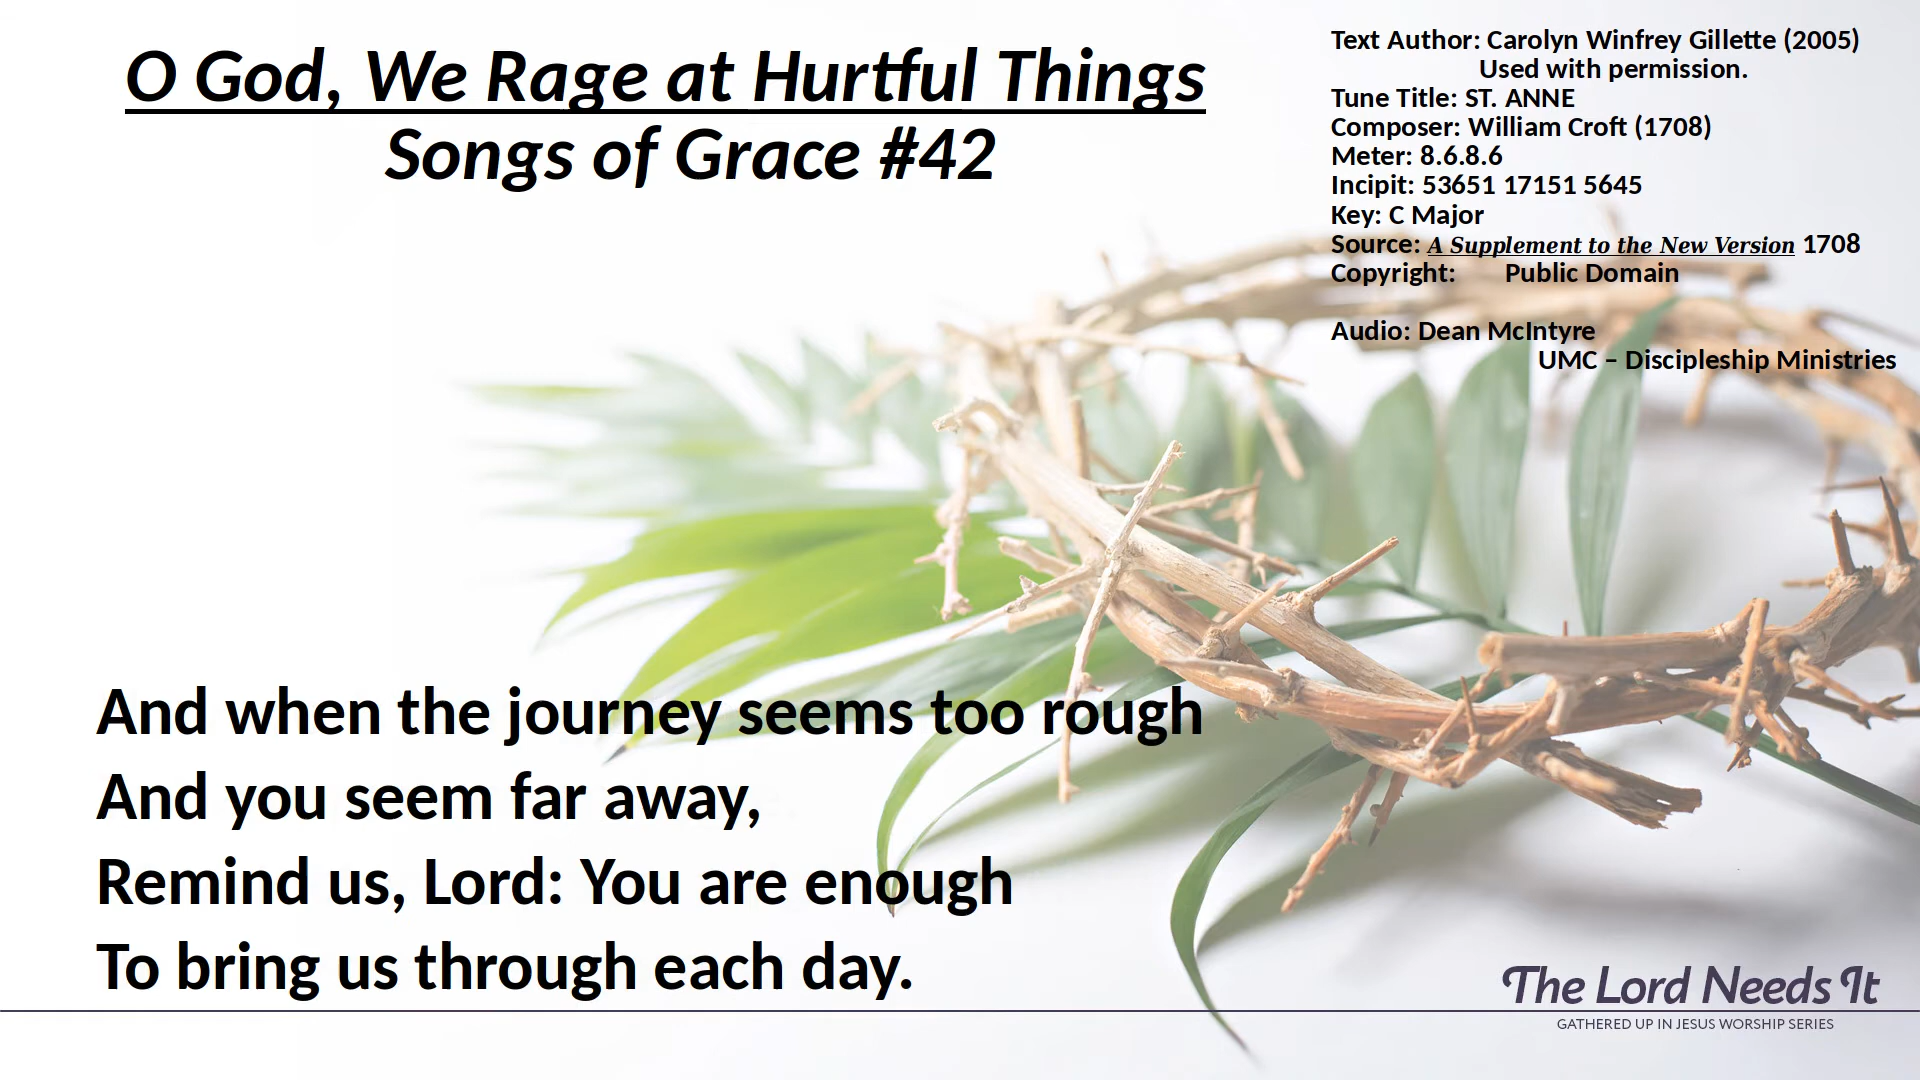 O God, We Rage at Hurtful Things
Songs of Grace #42
Text Author: Carolyn Winfrey Gillette (2005)
Used with permission.
Tune Title: ST. ANNE
Composer: William Croft (1708)
Meter: 8.6.8.6
Incipit: 53651 17151 5645
Key: C Major
Source: A Supplement to the New Version 1708
Copyright: Public Domain
Audio: Dean McIntyre
UMC – Discipleship Ministries
And when the journey seems too rough
And you seem far away,
Remind us, Lord: You are enough
To bring us through each day.
The Lord Needs It
GATHERED UP IN JESUS WORSHIP SERIES